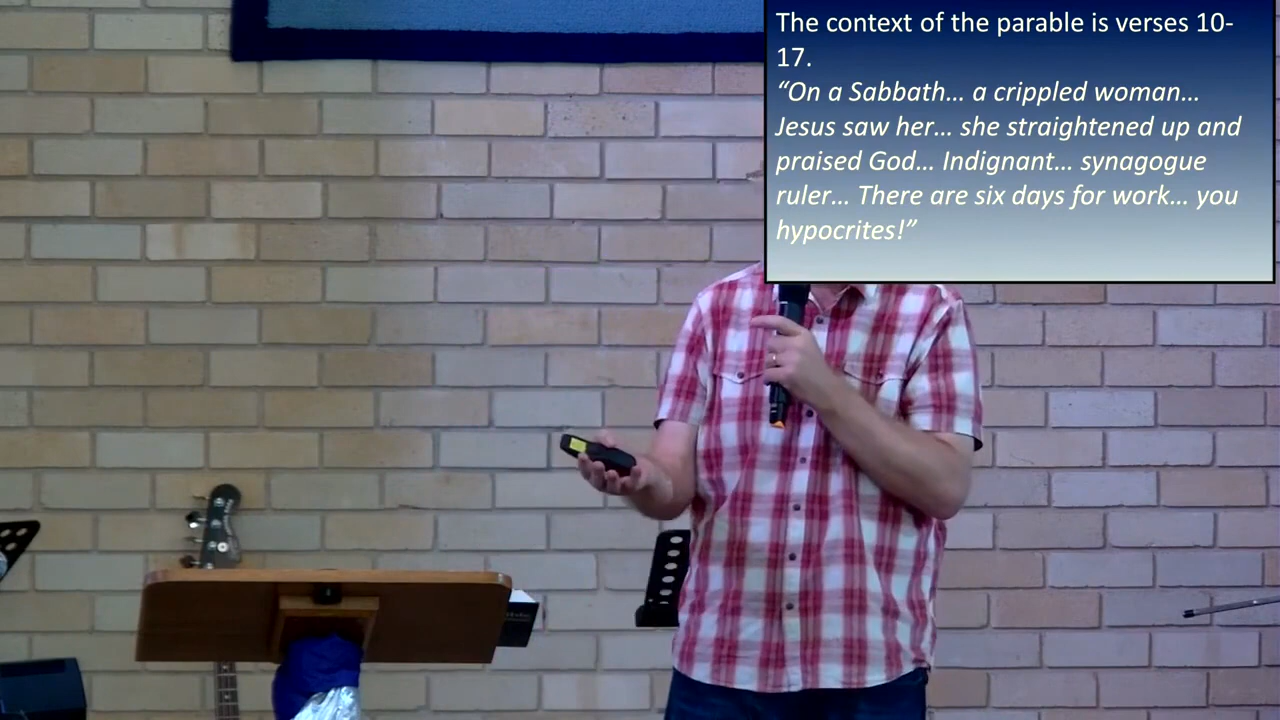 The context of the parable is verses 10-
17.
“On a Sabbath… a crippled woman…
Jesus saw her… she straightened up and
praised God… Indignant… synagogue
ruler… There are six days for work… you
hypocrites!”